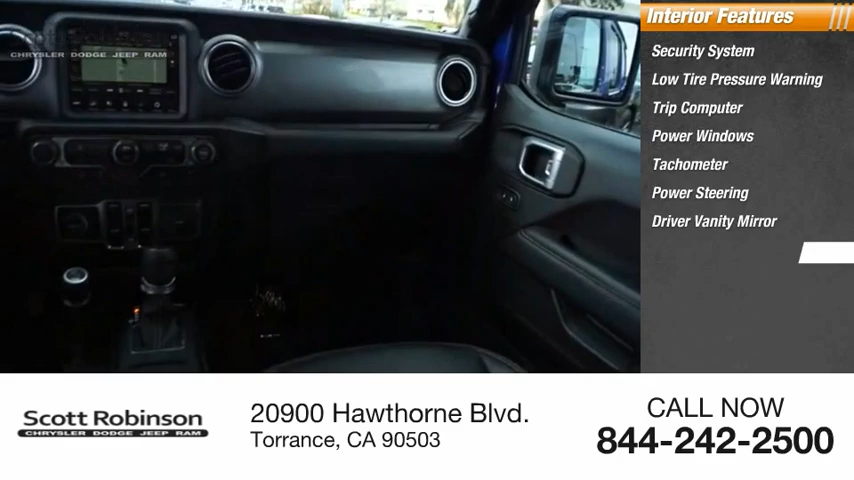 Interior Features
CHRYSLER DODGE JEEP RAM
Security System
Low Tire Pressure Warning
Trip Computer
Power Windows
Tachometer
Power Steering
Driver Vanity Mirror
Scott Robinson
CHRYSLER DODGE JEEP RAM
20900 Hawthorne Blvd.
Torrance, CA 90503
CALL NOW
844-242-2500